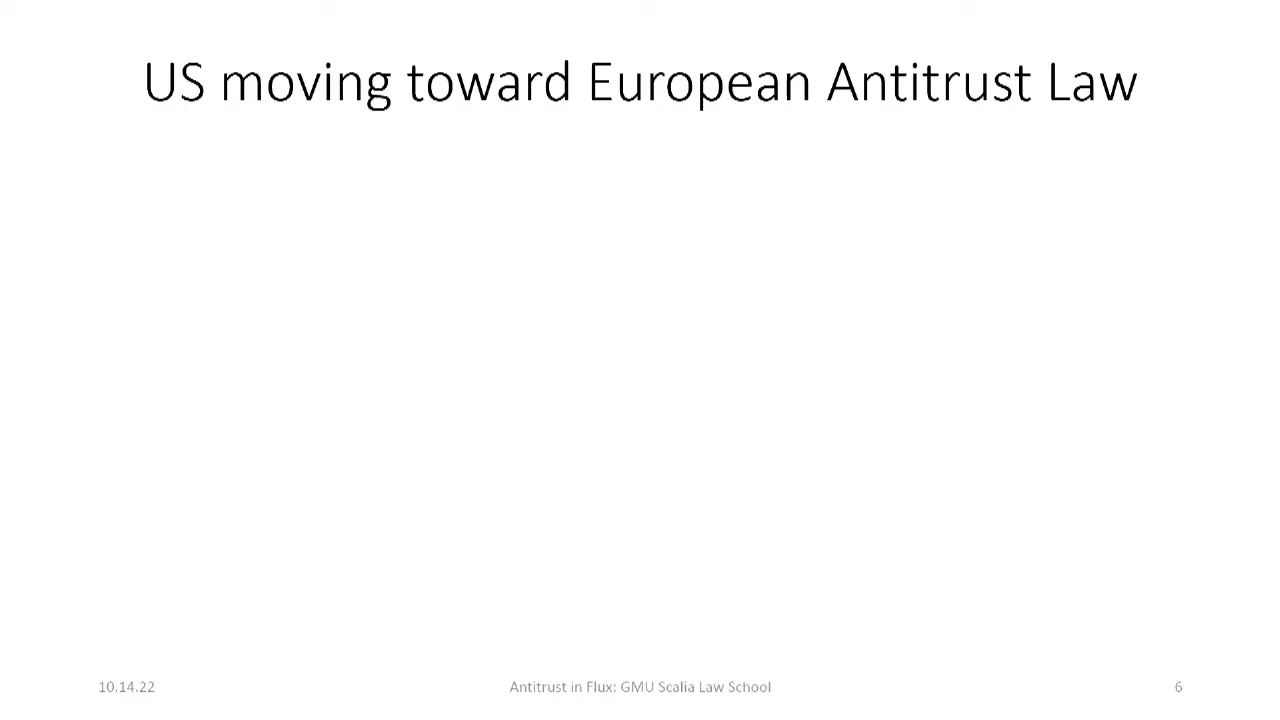 US moving toward European Antitrust Law
10.14.22
Antitrust in Flux: GMU Scalia Law School
6